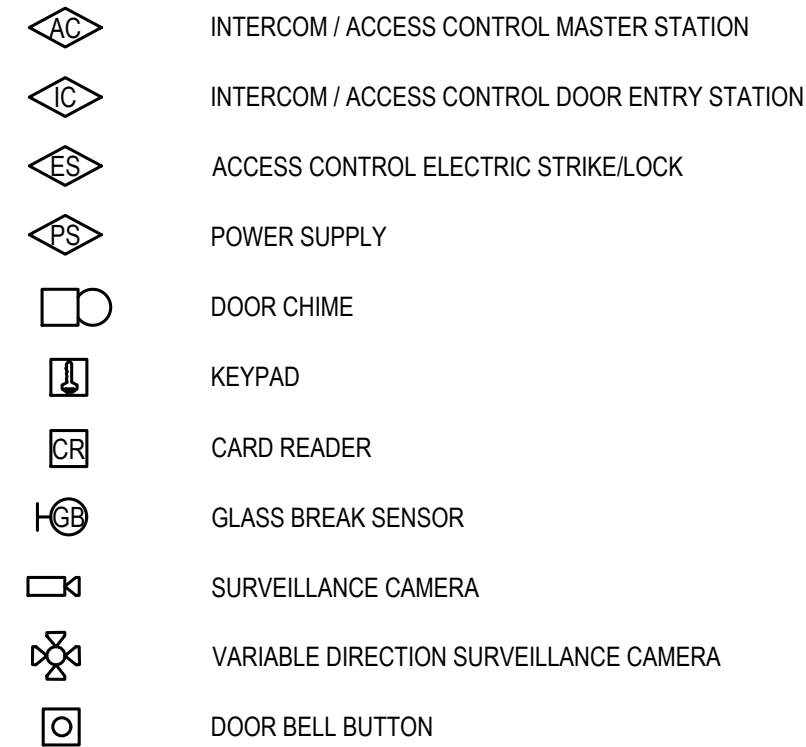 AC INTERCOM / ACCESS CONTROL MASTER STATION
IC INTERCOM / ACCESS CONTROL DOOR ENTRY STATION
ES ACCESS CONTROL ELECTRIC STRIKE/LOCK
PS POWER SUPPLY
DOOR CHIME
KEYPAD
CR CARD READER
GB GLASS BREAK SENSOR
SURVEILLANCE CAMERA
VARIABLE DIRECTION SURVEILLANCE CAMERA
DOOR BELL BUTTON